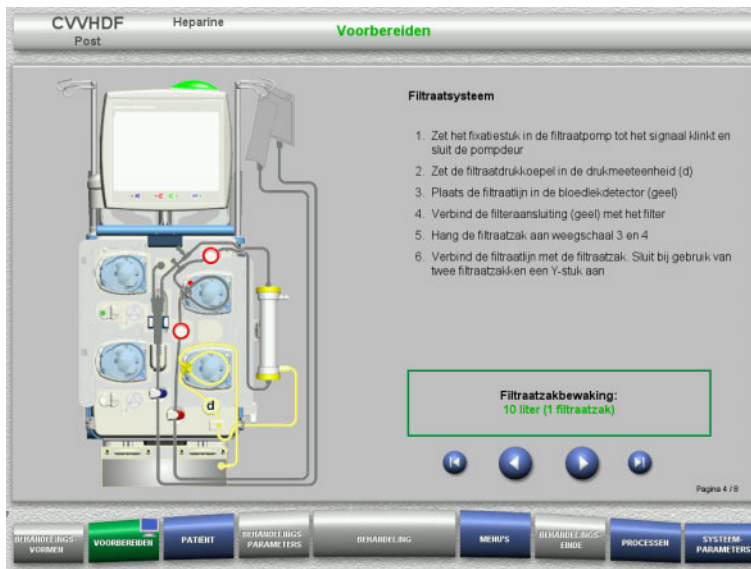 CVVHDF
Post
Heparine
Voorbereiden
Filtraatsysteem
1. Zet het fixatiestuk in de filtraatpomp tot het signaal klinkt en
sluit de pompdeur
2. Zet de filtraatdrukkoepel in de drukmeeteenheid (d)
3. Plaats de filtraatlijn in de bloedlekdetector (geel)
4. Verbind de filteraansluiting (geel) met het filter
5. Hang de filtraatzak aan weegschaal 3 en 4
6. Verbind de filtraatlijn met de filtraatzak. Sluit bij gebruik van
twee filtraatzakken een Y-stuk aan
d
Filtraatzakbewaking:
10 liter (1 filtraatzak)
Pagina 4 / 8
BEHANDELINGS-
VORMEN
VOORBEREIDEN
PATIËNT
BEHANDELINGS-
PARAMETERS
BEHANDELING
MENU'S
BEHANDELINGS-
EINDE
PROCESSEN
SYSTEEM-
PARAMETERS